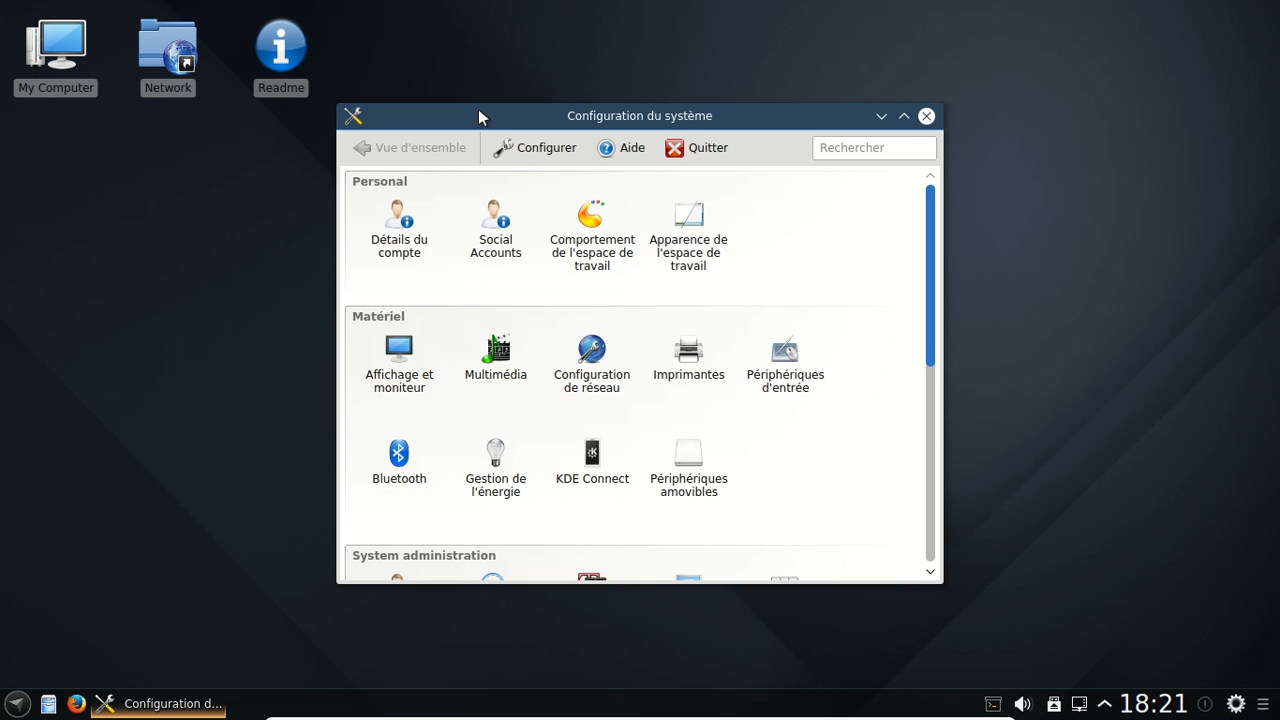 My Computer
Network
Readme
Configuration du système
Vue d'ensemble
Configurer
Aide
Quitter
Rechercher
Personal
Détails du
compte
Social
Accounts
Comportement
de l'espace de
travail
Apparence de
l'espace de
travail
Matériel
Affichage et
moniteur
Multimédia
Configuration
de réseau
Imprimantes
Périphériques
d'entrée
Bluetooth
Gestion de
l'énergie
KDE Connect
Périphériques
amovibles
System administration
Configuration d...
18:21